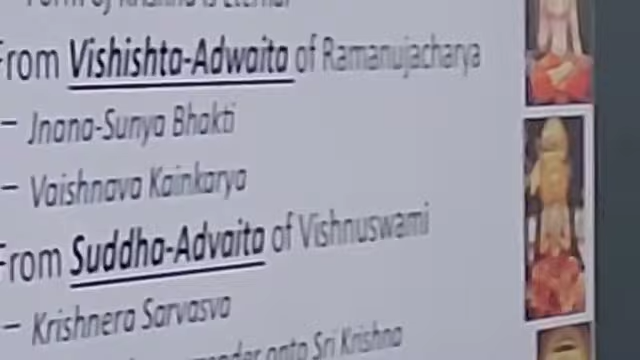 Form of Krishna is Eternal
From Vishishta-Adwaita of Ramanujacharya
– Jnana-Sunya Bhakti
– Vaishnava Kainkarya
From Suddha-Advaita of Vishnuswami
– Krishnera Sarvasva
onto Sri Krishna